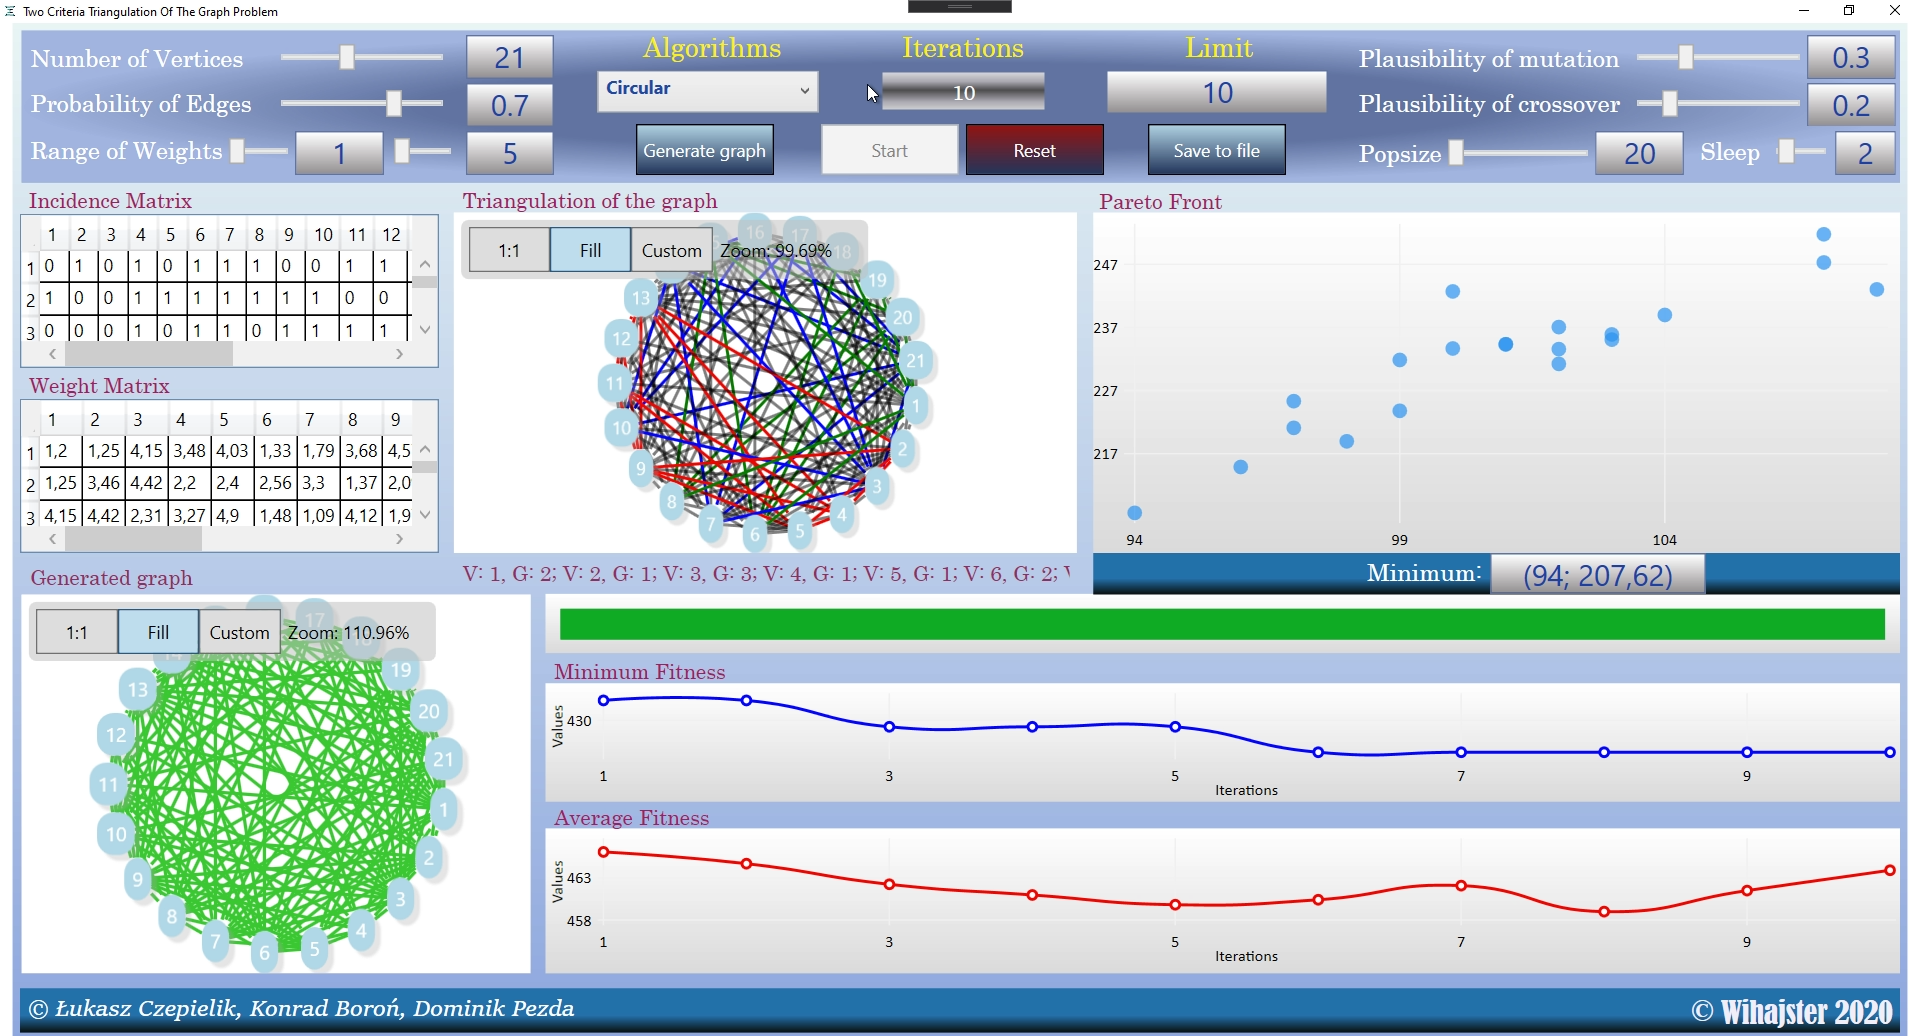 Two Criteria Triangulation Of The Graph Problem
Number of Vertices 21
Probability of Edges 0.7
Range of Weights 1 5
Algorithms Iterations Limit
Circular 10 10
Generate graph Start Reset Save to file
Plausibility of mutation 0.3
Plausibility of crossover 0.2
Popsize 20 Sleep 2
Incidence Matrix
1 2 3 4 5 6 7 8 9 10 11 12
1 0 1 0 1 0 1 1 1 0 0 1 1
2 1 0 0 1 1 1 1 1 1 1 0 0
3 0 0 0 1 0 1 1 0 1 1 1 1
Weight Matrix
1 2 3 4 5 6 7 8 9
1 1,2 1,25 4,15 3,48 4,03 1,33 1,79 3,68 4,5
2 1,25 3,46 4,42 2,2 2,4 2,56 3,3 1,37 2,0
3 4,15 4,42 2,31 3,27 4,9 1,48 1,09 4,12 1,9
Triangulation of the graph
1:1 Fill Custom Zoom: 99.69%
16 17 18 19 20 21 1 2 3 4 5 6 7 8 9 10 11 12 13
V: 1, G: 2; V: 2, G: 1; V: 3, G: 3; V: 4, G: 1; V: 5, G: 1; V: 6, G: 2;
Pareto Front
247
237
227
217
94 99 104
Minimum: (94; 207,62)
Generated graph
1:1 Fill Custom Zoom: 110.96%
17 19 20 21 1 2 3 4 5 6 7 8 9 10 11 12 13 14
Minimum Fitness
Values
430
1 3 5 7 9
Iterations
Average Fitness
Values
463
458
1 3 5 7 9
Iterations
© Łukasz Czepielik, Konrad Boroń, Dominik Pezda
© Wihajster 2020